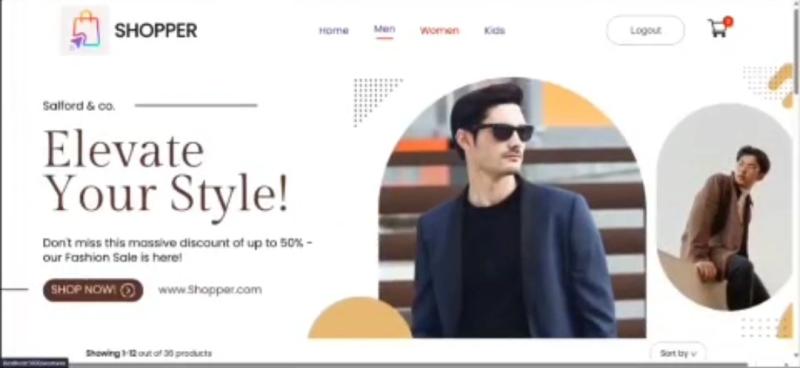 SHOPPER
Home Men Women Kids Logout
Salford & co.
Elevate
Your Style!
Don't miss this massive discount of up to 50% -
our Fashion Sale is here!
SHOP NOW! www.Shopper.com
Showing 1-12 out of 36 products Sort by